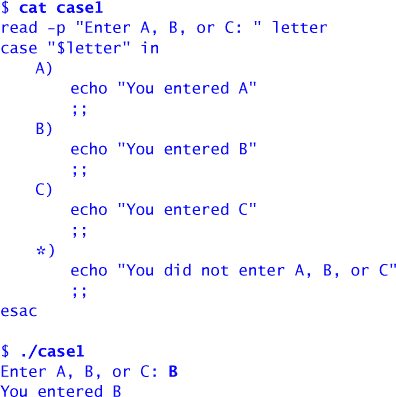 $ cat case1
read -p "Enter A, B, or C: " letter
case "$letter" in
A)
echo "You entered A"
;;
B)
echo "You entered B"
;;
C)
echo "You entered C"
;;
*)
echo "You did not enter A, B, or C"
;;
esac
$ ./case1
Enter A, B, or C: B
You entered B